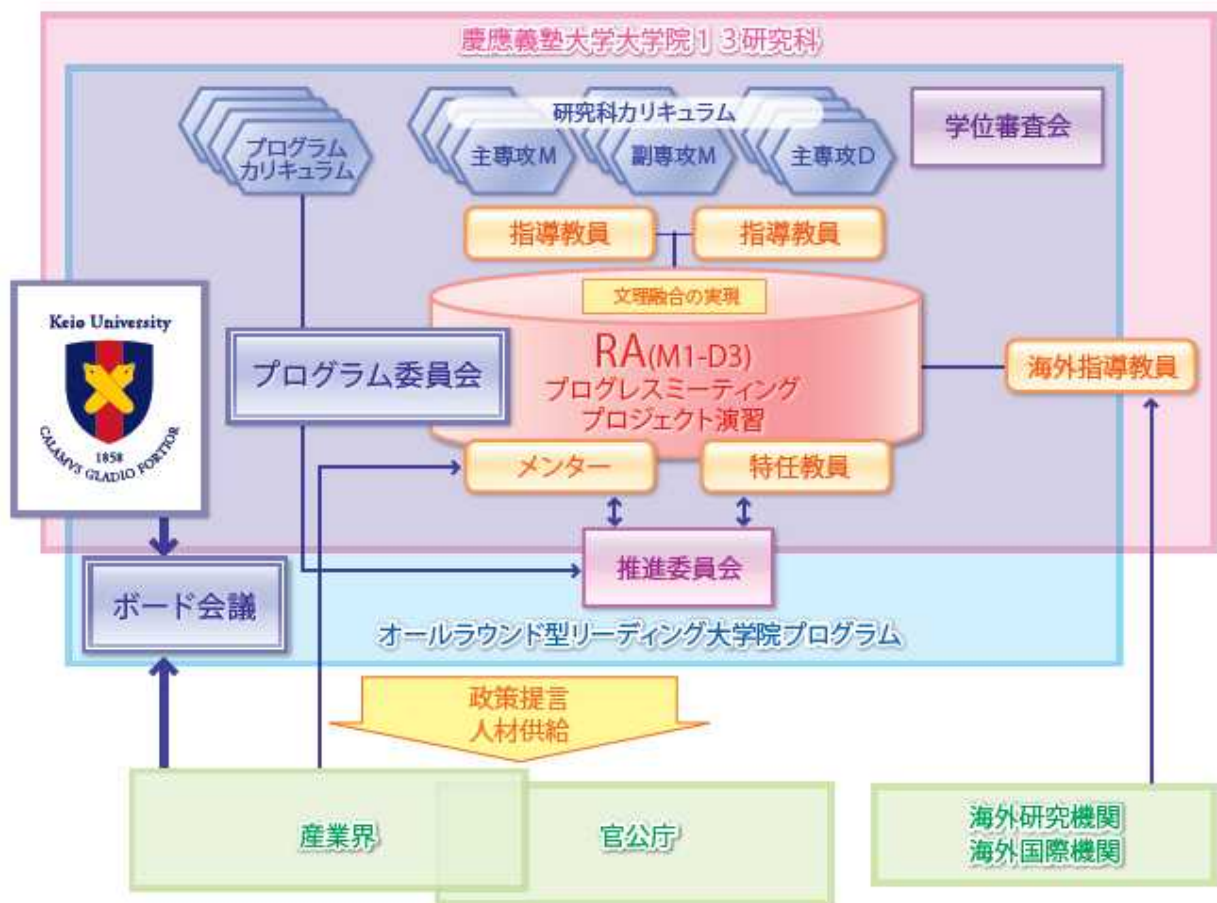 慶應義塾大学大学院13研究科
プログラム
カリキュラム
研究科カリキュラム
主専攻M
副専攻M
主専攻D
学位審査会
指導教員
指導教員
文理融合の実現
RA(M1-D3)
プログレスミーティング
プロジェクト演習
Keio University
1858
CALAMVS GLADIO FORTIOR
プログラム委員会
海外指導教員
メンター
特任教員
推進委員会
ボード会議
オールラウンド型リーディング大学院プログラム
政策提言
人材供給
産業界
官公庁
海外研究機関
海外国際機関